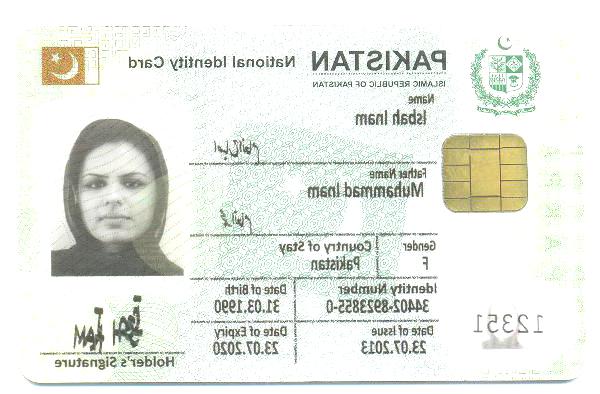 PAKISTAN National Identity Card
ISLAMIC REPUBLIC OF PAKISTAN
Name
Isbah Inam
Father Name
Muhammad Inam
Gender Country of Stay
F Pakistan
Identity Number Date of Birth
34402-8923855-0 31.03.1990
Date of Issue Date of Expiry
23.07.2013 23.07.2020
Holder's Signature
12351